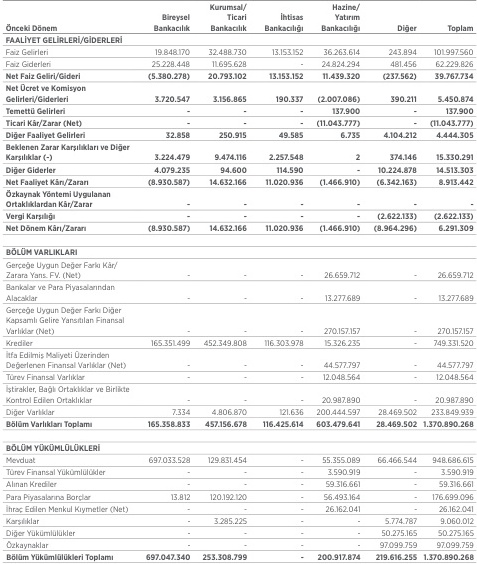 Kurumsal/ Hazine/
Bireysel Ticari İhtisas Yatırım
Önceki Dönem Bankacılık Bankacılık Bankacılığı Bankacılığı Diğer Toplam
FAALİYET GELİRLERİ/GİDERLERİ
Faiz Gelirleri 19.848.170 32.488.730 13.153.152 36.263.614 243.894 101.997.560
Faiz Giderleri 25.228.448 11.695.628 - 24.824.294 481.456 62.229.826
Net Faiz Geliri/Gideri (5.380.278) 20.793.102 13.153.152 11.439.320 (237.562) 39.767.734
Net Ücret ve Komisyon
Gelirleri/Giderleri 3.720.547 3.156.865 190.337 (2.007.086) 390.211 5.450.874
Temettü Gelirleri - - - 137.900 - 137.900
Ticari Kâr/Zarar (Net) - - - (11.043.777) - (11.043.777)
Diğer Faaliyet Gelirleri 32.858 250.915 49.585 6.735 4.104.212 4.444.305
Beklenen Zarar Karşılıkları ve Diğer
Karşılıklar (-) 3.224.479 9.474.116 2.257.548 2 374.146 15.330.291
Diğer Giderler 4.079.235 94.600 114.590 - 10.224.878 14.513.303
Net Faaliyet Kârı/Zararı (8.930.587) 14.632.166 11.020.936 (1.466.910) (6.342.163) 8.913.442
Özkaynak Yöntemi Uygulanan
Ortaklıklardan Kâr/Zarar - - - - - -
Vergi Karşılığı - - - - (2.622.133) (2.622.133)
Net Dönem Kârı/Zararı (8.930.587) 14.632.166 11.020.936 (1.466.910) (8.964.296) 6.291.309
BÖLÜM VARLIKLARI
Gerçeğe Uygun Değer Farkı Kâr/
Zarara Yans. FV. (Net) - - - 26.659.712 - 26.659.712
Bankalar ve Para Piyasalarından
Alacaklar - - - 13.277.689 - 13.277.689
Gerçeğe Uygun Değer Farkı Diğer
Kapsamlı Gelire Yansıtılan Finansal
Varlıklar (Net) - - - 270.157.157 - 270.157.157
Krediler 165.351.499 452.349.808 116.303.978 15.326.235 - 749.331.520
İtfa Edilmiş Maliyeti Üzerinden
Değerlenen Finansal Varlıklar (Net) - - - 44.577.797 - 44.577.797
Türev Finansal Varlıklar - - - 12.048.564 - 12.048.564
İştirakler, Bağlı Ortaklıklar ve Birlikte
Kontrol Edilen Ortaklıklar - - - 20.987.890 - 20.987.890
Diğer Varlıklar 7.334 4.806.870 121.636 200.444.597 28.469.502 233.849.939
Bölüm Varlıkları Toplamı 165.358.833 457.156.678 116.425.614 603.479.641 28.469.502 1.370.890.268
BÖLÜM YÜKÜMLÜLÜKLERİ
Mevduat 697.033.528 129.831.454 - 55.355.089 66.466.544 948.686.615
Türev Finansal Yükümlülükler - - - 3.590.919 - 3.590.919
Alınan Krediler - - - 59.316.661 - 59.316.661
Para Piyasalarına Borçlar 13.812 120.192.120 - 56.493.164 - 176.699.096
İhraç Edilen Menkul Kıymetler (Net) - - - 26.162.041 - 26.162.041
Karşılıklar - 3.285.225 - - 5.774.787 9.060.012
Diğer Yükümlülükler - - - - 50.275.165 50.275.165
Özkaynaklar - - - - 97.099.759 97.099.759
Bölüm Yükümlülükleri Toplamı 697.047.340 253.308.799 - 200.917.874 219.616.255 1.370.890.268